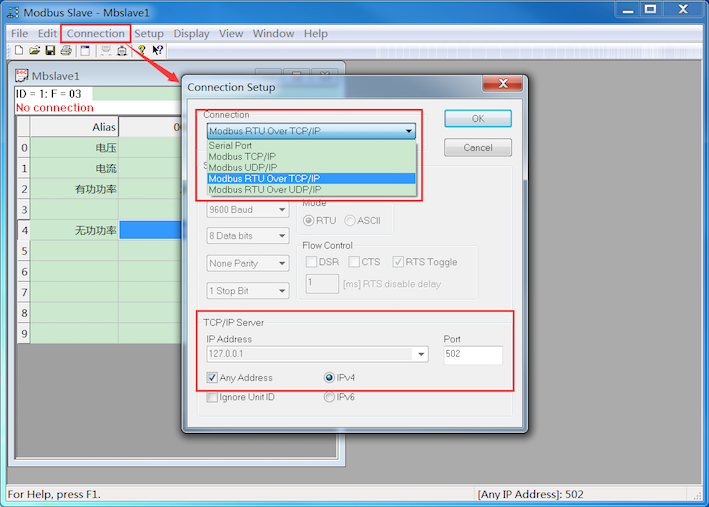 Modbus Slave - Mbslave1
File Edit Connection Setup Display View Window Help
Mbslave1
ID = 1: F = 03
No connection
Alias
0 电压
1 电流
2 有功功率
3
4 无功功率
5
6
7
8
9
Connection Setup
Connection
Modbus RTU Over TCP/IP
Serial Port
Modbus TCP/IP
Modbus UDP/IP
Modbus RTU Over TCP/IP
Modbus RTU Over UDP/IP
OK
Cancel
Mode
9600 Baud
RTU ASCII
8 Data bits
Flow Control
None Parity
DSR CTS RTS Toggle
1 Stop Bit
1 [ms] RTS disable delay
TCP/IP Server
IP Address Port
127.0.0.1 502
Any Address IPv4
Ignore Unit ID IPv6
For Help, press F1. [Any IP Address]: 502